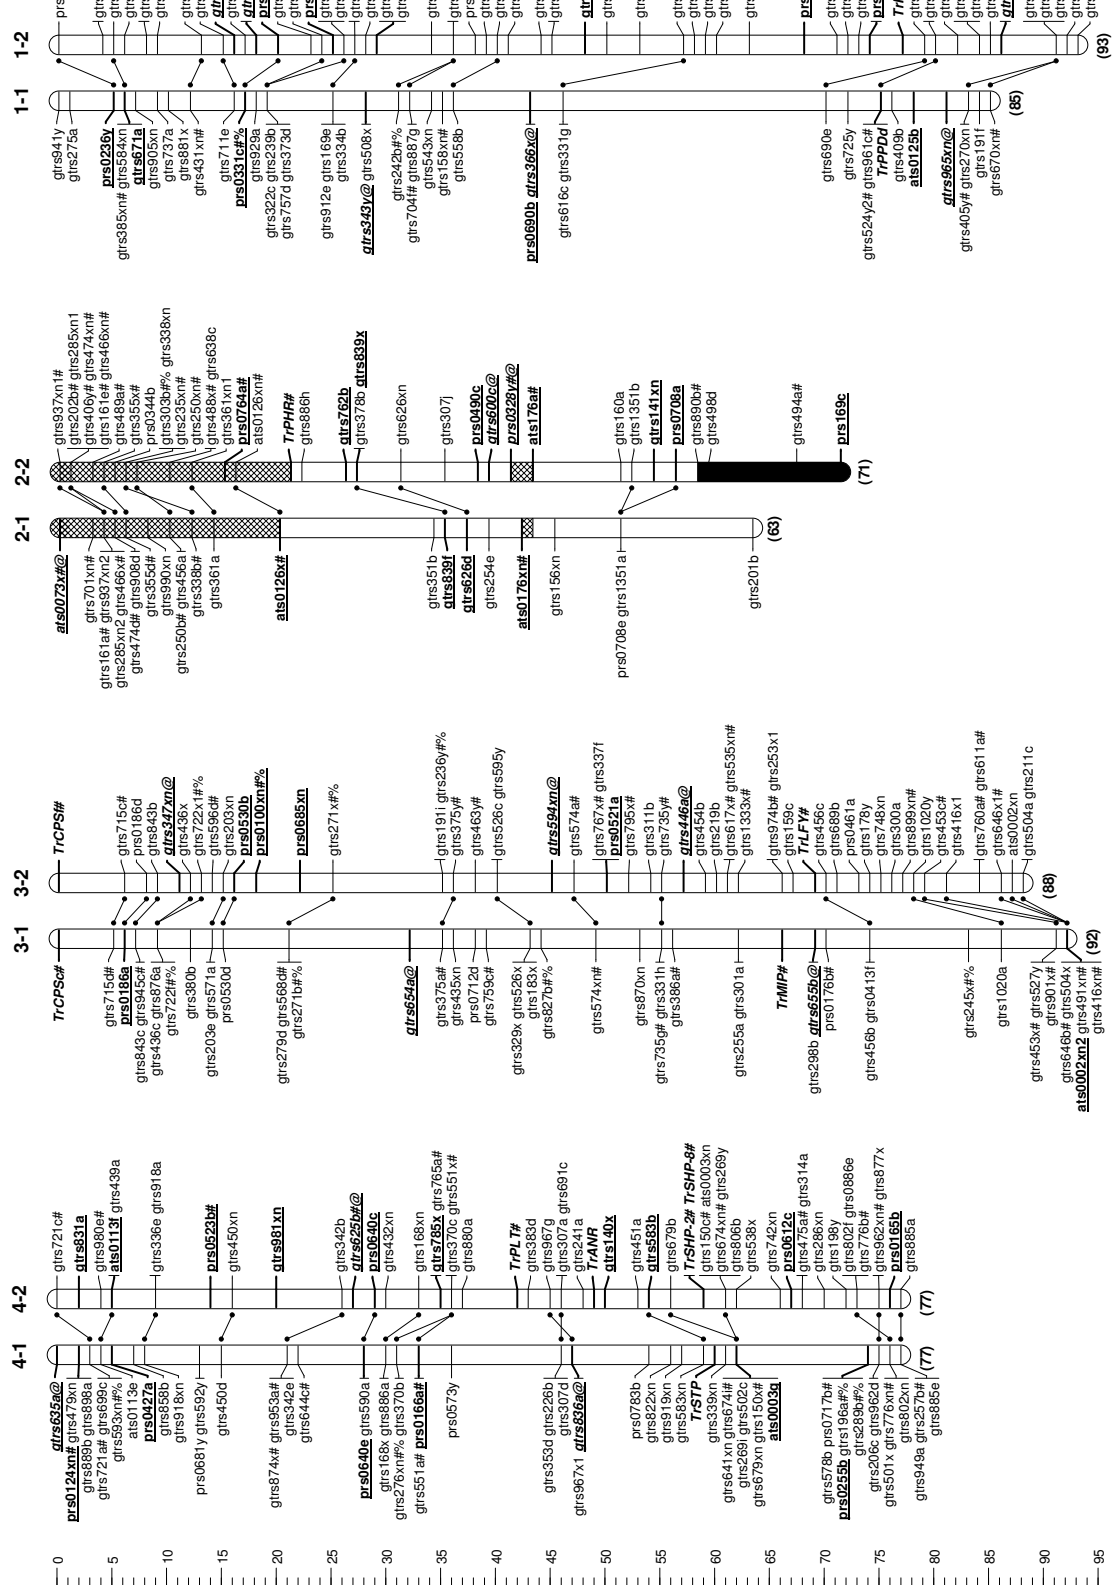 0
5
10
15
20
25
30
35
40
45
50
55
60
65
70
75
80
85
90
95
4-1
gtrs635a@
prs0124xn# gtrs479xn
gtrs889b gtrs898a
gtrs721a# gtrs699c
gtrs593xn#%
ats0113e
prs0427a
gtrs858b
gtrs918xn
prs0681y gtrs592y
gtrs450d
gtrs874x# gtrs953a#
gtrs342e
gtrs644c#
prs0640e gtrs590a
gtrs168x gtrs886a
gtrs276xn#% gtrs370b
gtrs551a# prs0166a#
prs0573y
gtrs353d gtrs226b
gtrs307d
gtrs967x1 gtrs836a@
prs0783b
gtrs822xn
gtrs919xn
gtrs583xn
TrSTP
gtrs339xn
gtrs641xn gtrs674i#
gtrs269i gtrs502c
gtrs679xn gtrs150x#
ats0003g
gtrs578b prs0717b#
prs0255b gtrs196a#%
gtrs289b#%
gtrs206c gtrs962d
gtrs501x gtrs776xn#
gtrs802xn
gtrs949a gtrs257b#
gtrs885e
(77)
4-2
gtrs721c#
gtrs831a
gtrs980e#
ats0113f gtrs439a
gtrs336e gtrs918a
prs0523b#
gtrs450xn
gtrs981xn
gtrs342b
gtrs625b#@
prs0640c
gtrs432xn
gtrs168xn
gtrs785x gtrs765a#
gtrs370c gtrs551x#
gtrs880a
TrPLT#
gtrs383d
gtrs967g
gtrs307a gtrs691c
gtrs241a
TrANR
gtrs140x
gtrs451a
gtrs583b
gtrs679b
TrSHP-2# TrSHP-8#
gtrs150c# ats0003xn
gtrs674xn# gtrs269y
gtrs806b
gtrs538x
gtrs742xn
prs0612c
gtrs475a# gtrs314a
gtrs286xn
gtrs198y
gtrs802f gtrs0886e
gtrs776b#
gtrs962xn# gtrs877x
prs0165b
gtrs885a
(77)
3-1
TrCPSc#
gtrs715d#
prs0186a
gtrs843c gtrs945c#
gtrs436c gtrs876a
gtrs722f#%
gtrs380b
gtrs203e gtrs571a
prs0530d
gtrs279d gtrs568d#
gtrs271b#%
gtrs654a@
gtrs375a#
gtrs435xn
prs0712d
gtrs759c#
gtrs329x gtrs526x
gtrs183x
gtrs827b#%
gtrs574xn#
gtrs870xn
gtrs735g# gtrs331h
gtrs386a#
gtrs255a gtrs301a
TrMIP#
gtrs298b gtrs655b@
prs0176b#
gtrs456b gtrs0413f
gtrs245x#%
gtrs1020a
gtrs453x# gtrs527y
gtrs901x#
gtrs646b# gtrs504x
ats0002xn2 gtrs491xn#
gtrs416xn#
(92)
3-2
TrCPSf#
gtrs715c#
prs0186d
gtrs843b
gtrs347xn@
gtrs436x
gtrs722x1#%
gtrs596d#
gtrs203xn
prs0530b
prs0100xn#%
prs0685xn
gtrs271x#%
gtrs191i gtrs236y#%
gtrs375y#
gtrs463y#
gtrs526c gtrs595y
gtrs594xn@
gtrs574a#
gtrs767x# gtrs337f
prs0521a
gtrs795x#
gtrs311b
gtrs735y#
gtrs446a@
gtrs454b
gtrs219b
gtrs617x# gtrs535xn#
gtrs1333x#
gtrs974b# gtrs253x1
gtrs159c
TrLFY#
gtrs456c
gtrs689b
prs0461a
gtrs178y
gtrs748xn
gtrs300a
gtrs899xn#
gtrs1020y
gtrs453c#
gtrs416x1
gtrs760a# gtrs611a#
gtrs646x1#
ats0002xn
gtrs504a gtrs211c
(88)
2-1
ats0073x#@
gtrs701xn#
gtrs161a# gtrs937xn2
gtrs285xn2 gtrs466x#
gtrs474d# gtrs908d
gtrs355d#
gtrs990xn
gtrs250b# gtrs456a
gtrs338b#
gtrs361a
ats0126x#
gtrs351b
gtrs839f
gtrs626d
gtrs254e
ats0176xn#
gtrs156xn
prs0708e gtrs1351a
gtrs201b
(63)
2-2
gtrs937xn1#
gtrs202b# gtrs285xn1
gtrs406y# gtrs474xn#
gtrs161e# gtrs466xn#
gtrs489a#
gtrs355x#
prs0344b
gtrs303b#% gtrs338xn
gtrs235xn#
gtrs250xn#
gtrs488x# gtrs638c
gtrs361xn1
prs0764a#
ats0126xn#
TrPHR#
gtrs886h
gtrs762b
gtrs378b gtrs839x
gtrs626xn
gtrs307j
prs0490c
gtrs600c@
prs0328y#@
ats176a#
gtrs160a
gtrs1351b
gtrs141xn
prs0708a
gtrs890b#
gtrs498d
gtrs494a#
prs169c
(71)
1-1
gtrs941y
gtrs275a
prs0236y
gtrs385xn# gtrs584xn
gtrs671a
gtrs905xn
gtrs737a
gtrs881x
gtrs431xn#
gtrs711e
prs0331c#%
gtrs929a
gtrs322c gtrs239b
gtrs757d gtrs373d
gtrs912e gtrs169e
gtrs334b
gtrs343y@ gtrs508x
gtrs242b#%
gtrs704f# gtrs887g
gtrs543xn
gtrs158xn#
gtrs558b
prs0690b gtrs366x@
gtrs616c gtrs331g
gtrs690e
gtrs725y
gtrs524y2# gtrs961c#
TrPPDd
gtrs409b
ats0125b
gtrs965xn@
gtrs405y# gtrs270xn
gtrs191f
gtrs670xn#
(85)
1-2
(93)